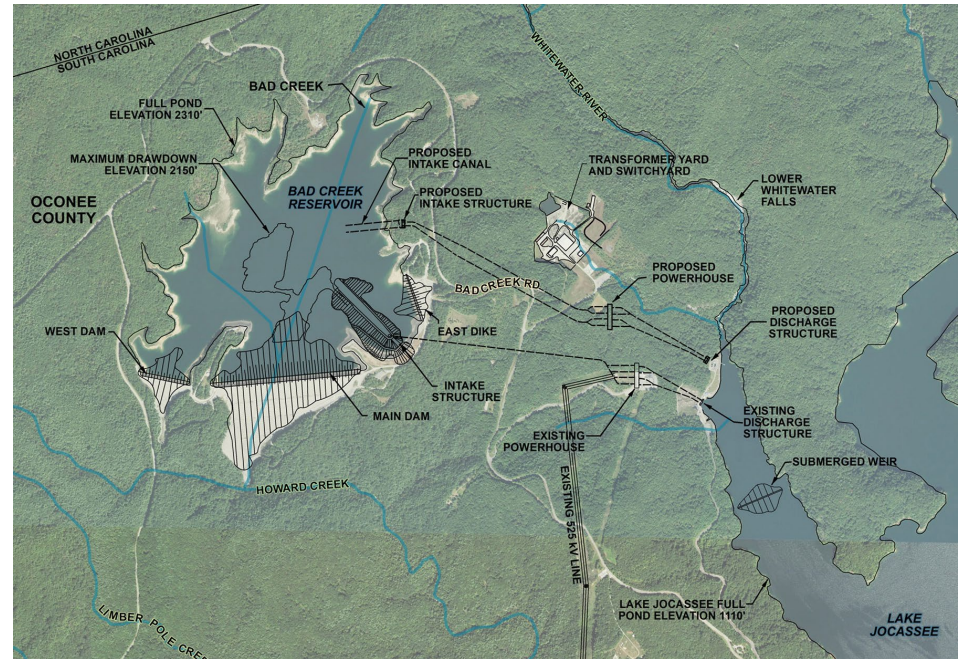 NORTH CAROLINA
SOUTH CAROLINA
BAD CREEK
WHITEWATER RIVER
FULL POND
ELEVATION 2310'
MAXIMUM DRAWDOWN
ELEVATION 2150'
PROPOSED
INTAKE CANAL
TRANSFORMER YARD
AND SWITCHYARD
LOWER
WHITEWATER
FALLS
OCONEE
COUNTY
BAD CREEK
RESERVOIR
PROPOSED
INTAKE STRUCTURE
PROPOSED
POWERHOUSE
BAD CREEK RD
PROPOSED
DISCHARGE
STRUCTURE
WEST DAM
EAST DIKE
INTAKE
STRUCTURE
MAIN DAM
EXISTING
POWERHOUSE
EXISTING
DISCHARGE
STRUCTURE
SUBMERGED WEIR
HOWARD CREEK
EXISTING 525 kV LINE
LIMBER POLE CREE
LAKE JOCASSEE FULL
POND ELEVATION 1110'
LAKE
JOCASSEE